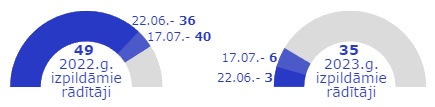 22.06.- 36
17.07.- 40
49
2022.g.
izpildāmie
rādītāji
17.07.- 6
22.06.- 3
35
2023.g.
izpildāmie
rādītāji